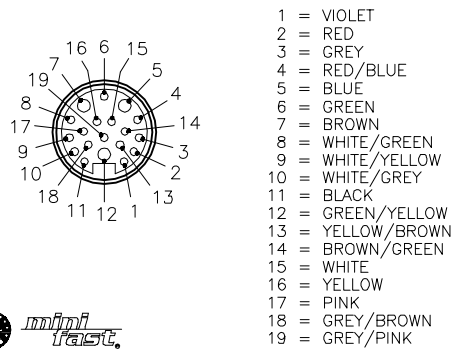 16 6 15
19
7 5
8 4
17 14
9 3
10 2
18 13
11 12 1
1 = VIOLET
2 = RED
3 = GREY
4 = RED/BLUE
5 = BLUE
6 = GREEN
7 = BROWN
8 = WHITE/GREEN
9 = WHITE/YELLOW
10 = WHITE/GREY
11 = BLACK
12 = GREEN/YELLOW
13 = YELLOW/BROWN
14 = BROWN/GREEN
15 = WHITE
16 = YELLOW
17 = PINK
18 = GREY/BROWN
19 = GREY/PINK
mini
fast®